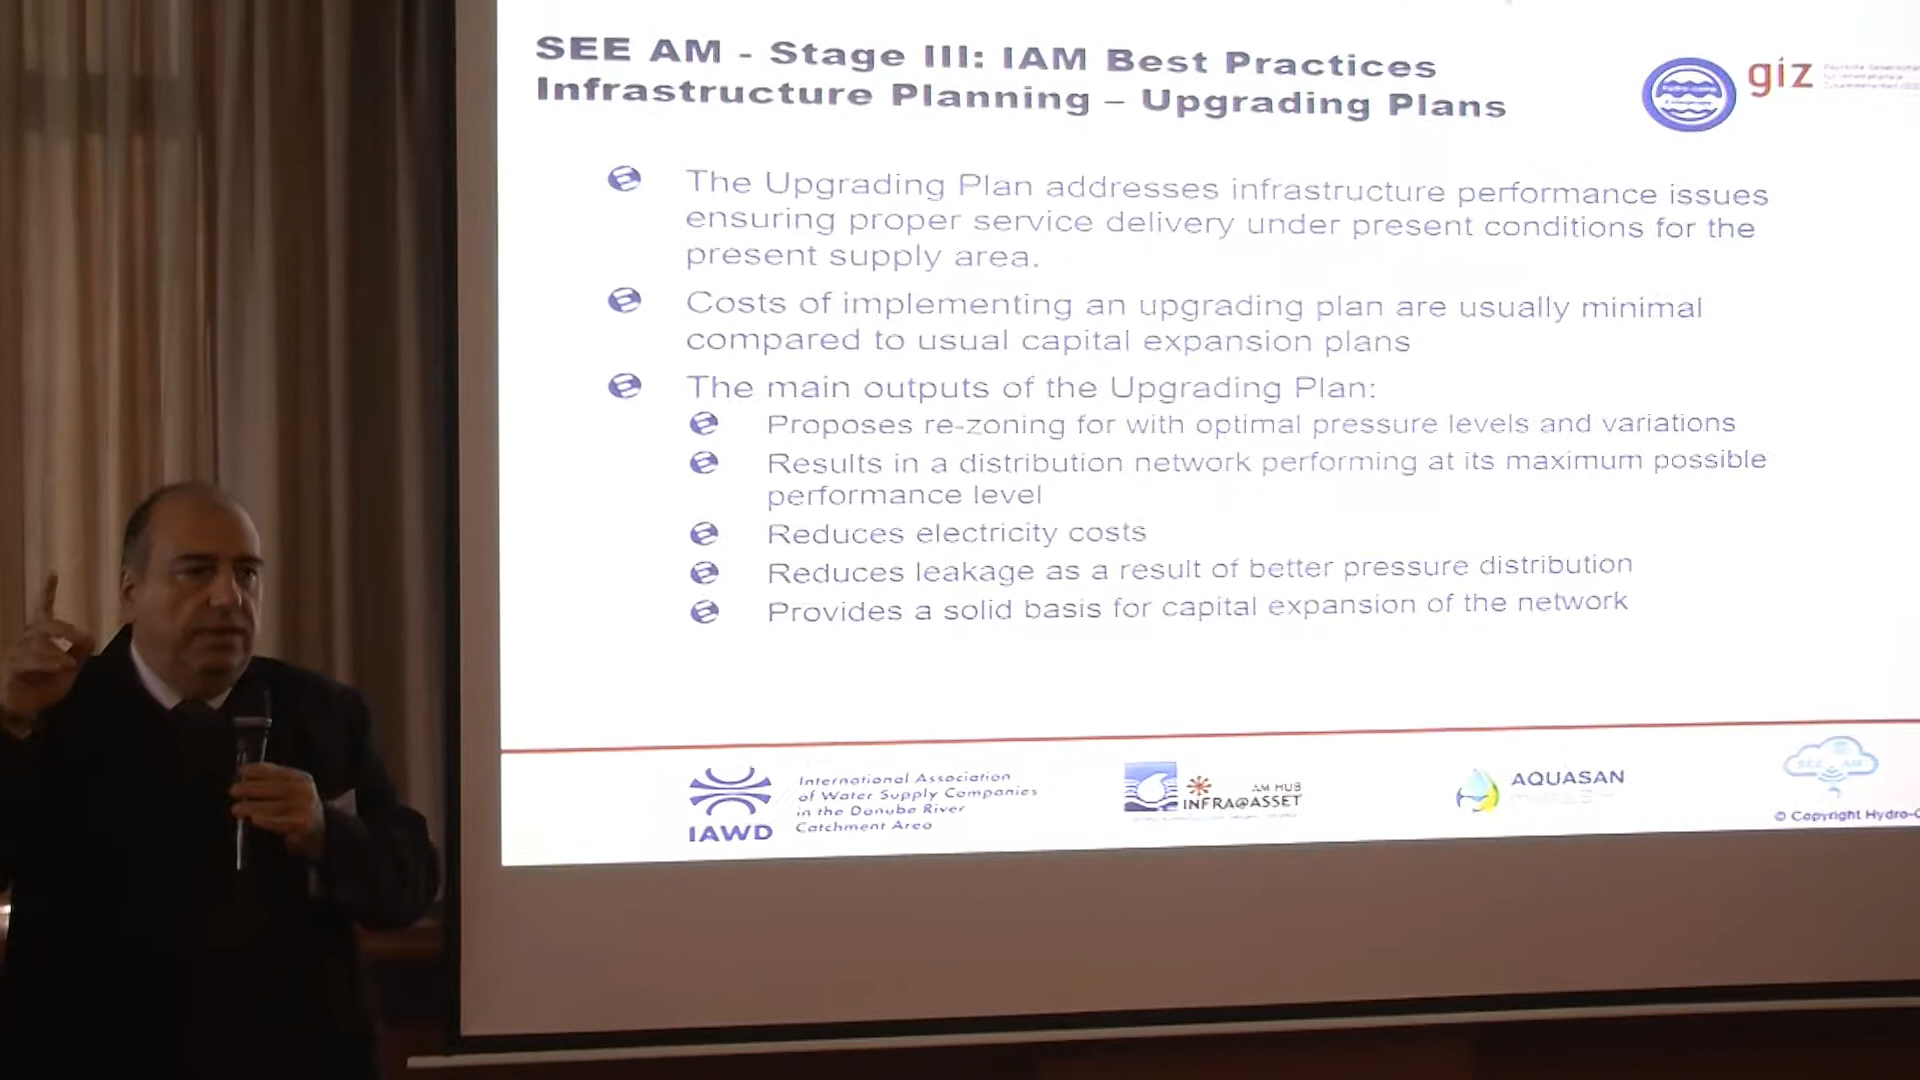 SEE AM - Stage III: IAM Best Practices
Infrastructure Planning – Upgrading Plans
giz
The Upgrading Plan addresses infrastructure performance issues
ensuring proper service delivery under present conditions for the
present supply area.
Costs of implementing an upgrading plan are usually minimal
compared to usual capital expansion plans
The main outputs of the Upgrading Plan:
Proposes re-zoning for with optimal pressure levels and variations
Results in a distribution network performing at its maximum possible
performance level
Reduces electricity costs
Reduces leakage as a result of better pressure distribution
Provides a solid basis for capital expansion of the network
IAWD
International Association
of Water Supply Companies
in the Danube River
Catchment Area
AM HUB
INFRA@ASSET
AQUASAN
SEE AM
© Copyright Hydro-